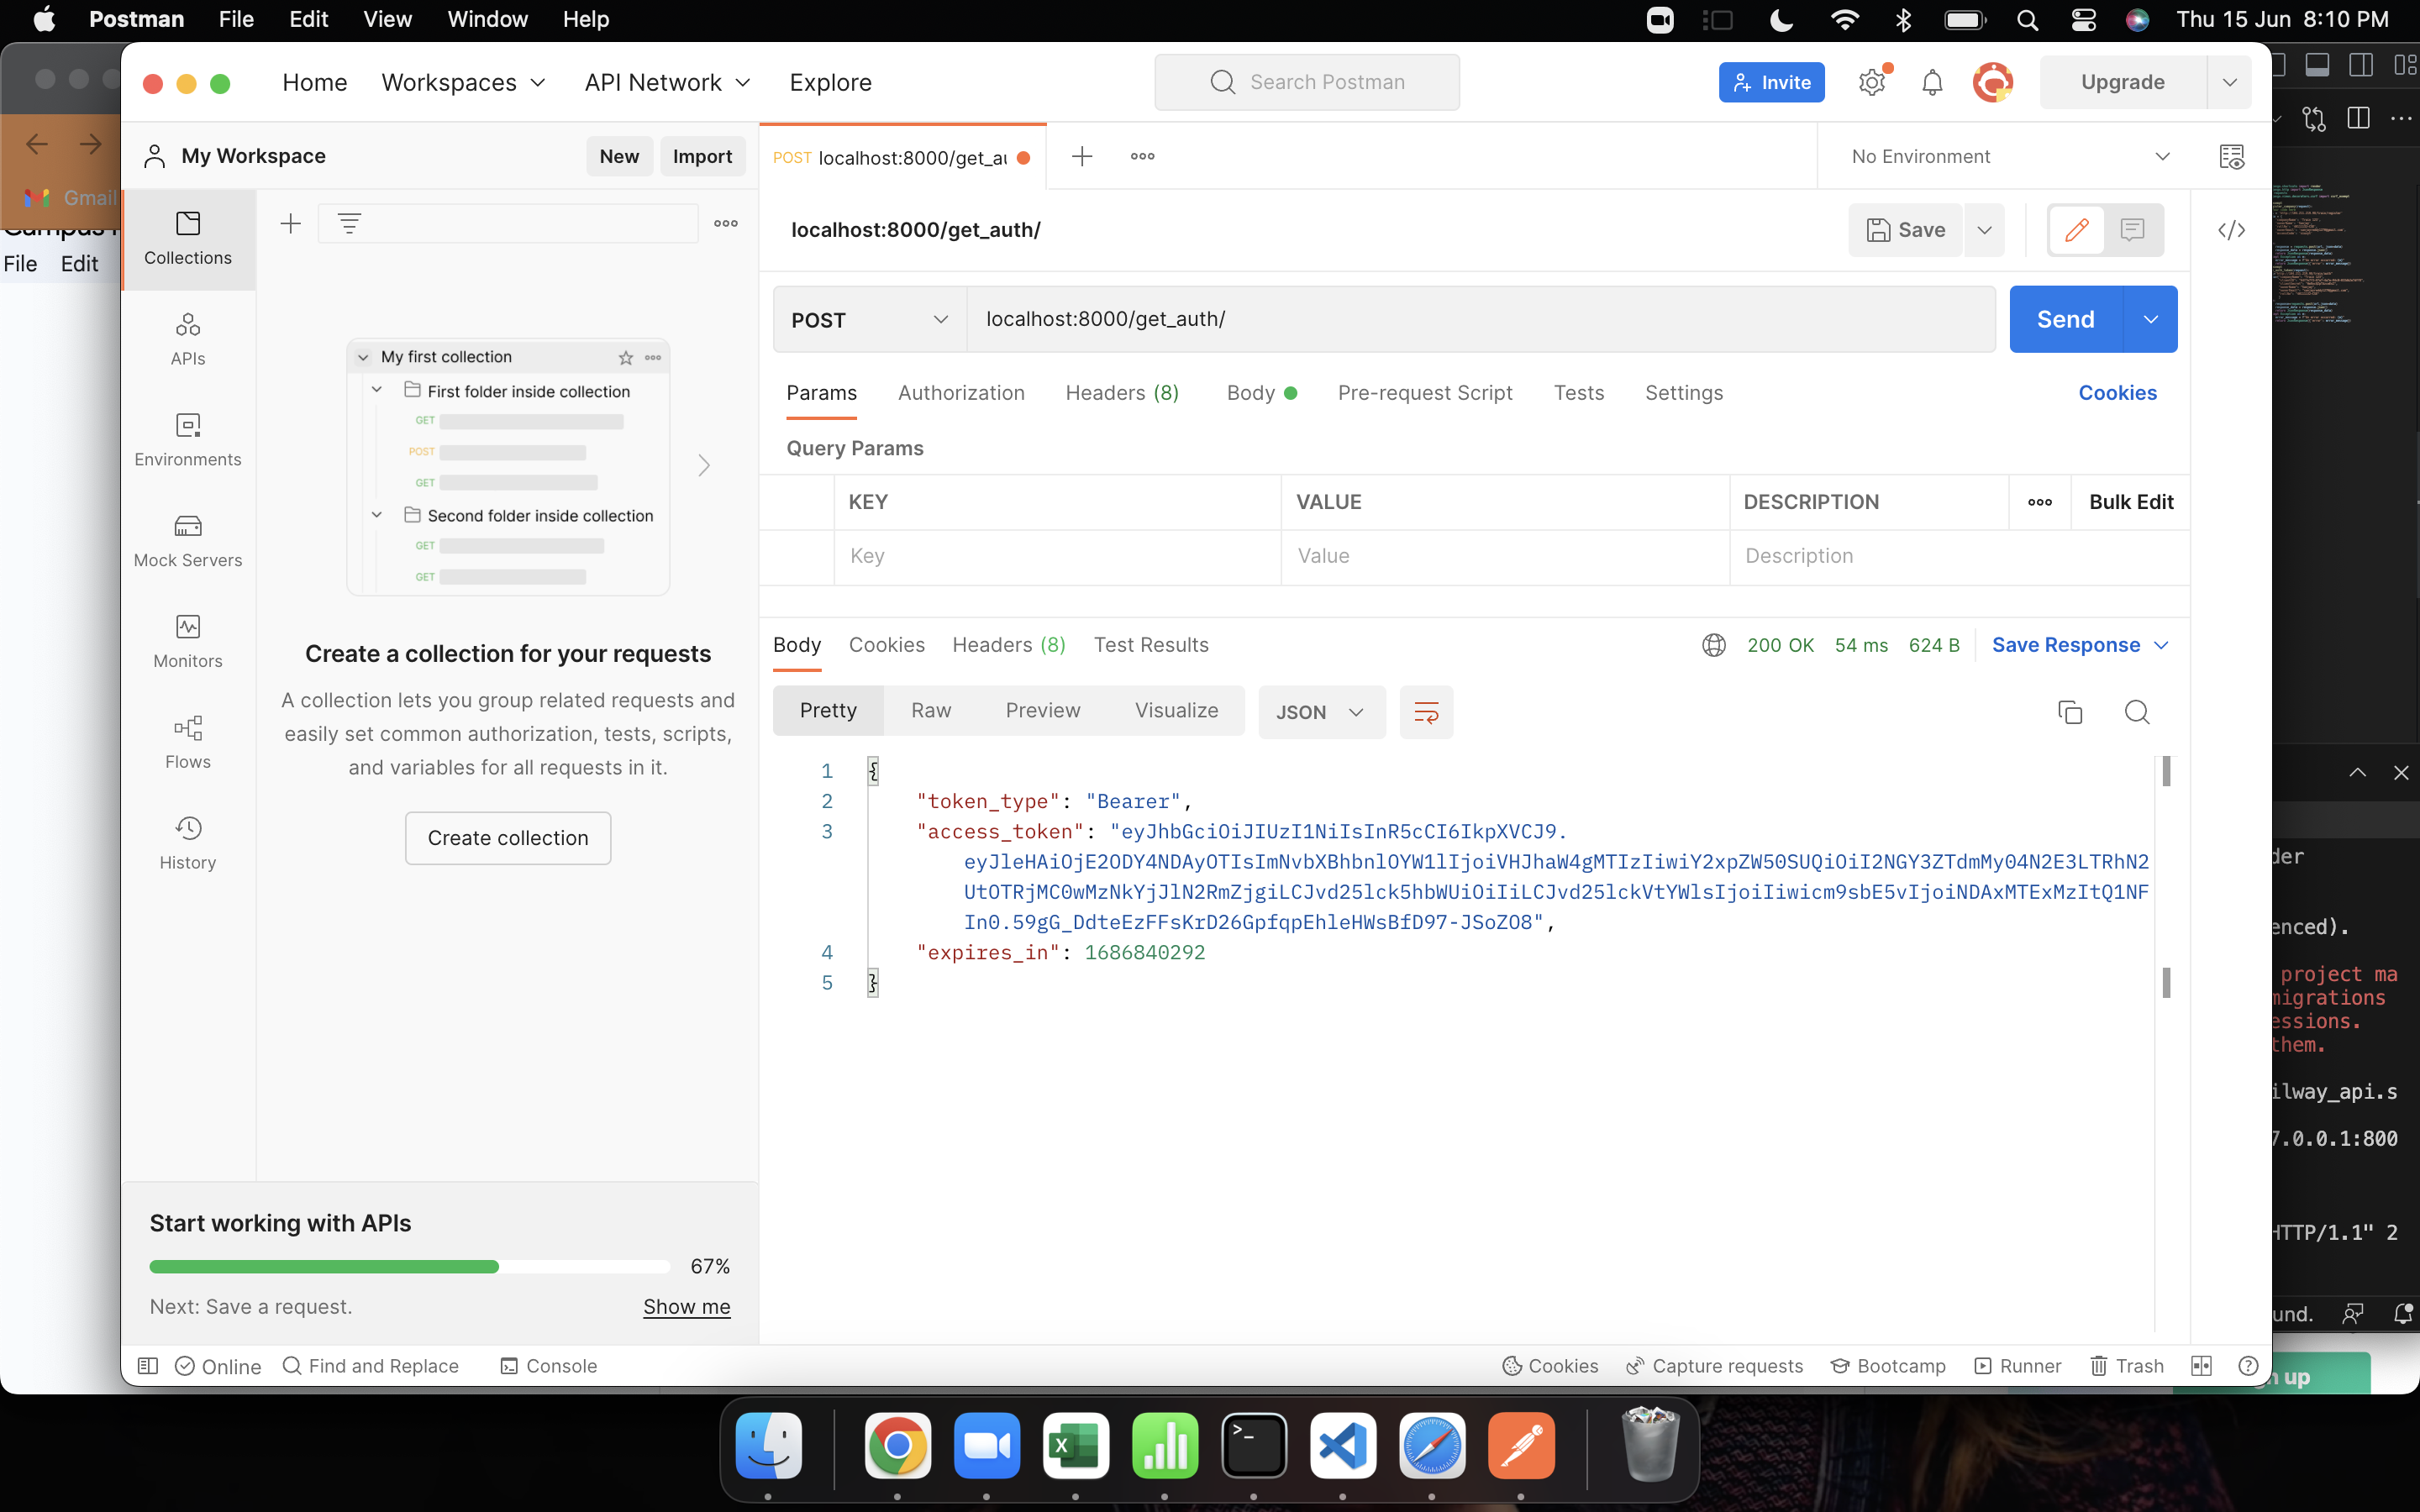 Postman File Edit View Window Help
Thu 15 Jun 8:10 PM
Home Workspaces API Network Explore
Search Postman
Invite
Upgrade
Gmail
File Edit
My Workspace
New
Import
POST localhost:8000/get_au
No Environment
Collections
APIs
Environments
Mock Servers
Monitors
Flows
History
My first collection
First folder inside collection
GET
POST
GET
Second folder inside collection
GET
GET
Create a collection for your requests
A collection lets you group related requests and
easily set common authorization, tests, scripts,
and variables for all requests in it.
Create collection
Start working with APIs
67%
Next: Save a request.
Show me
localhost:8000/get_auth/
Save
POST
localhost:8000/get_auth/
Send
Params Authorization Headers (8) Body Pre-request Script Tests Settings Cookies
Query Params
KEY VALUE DESCRIPTION Bulk Edit
Key Value Description
Body Cookies Headers (8) Test Results
200 OK 54 ms 624 B Save Response
Pretty Raw Preview Visualize JSON
1 {
2 "token_type": "Bearer",
3 "access_token": "eyJhbGciOiJIUzI1NiIsInR5cCI6IkpXVCJ9.
eyJleHAiOjE2ODY4NDAyOTIsImNvbXBhbnlOYW1lIjoiVHJhaW4gMTIzIiwiY2xpZW50SUQiOiI2NGY3ZTdmMy04N2E3LTRhN2
UtOTRjMC0wMzNkYjJlN2RmZjgiLCJvd25lck5hbWUiOiIiLCJvd25lckVtYWlsIjoiIiwicm9sbE5vIjoiNDAxMTExMzItQ1NF
In0.59gG_DdteEzFFsKrD26GpfqpEhleHWsBfD97-JSoZO8",
4 "expires_in": 1686840292
5 }
der
enced).
project ma
migrations
essions.
them.
ilway_api.s
7.0.0.1:800
HTTP/1.1" 2
und.
Online Find and Replace Console
Cookies Capture requests Bootcamp Runner Trash
up